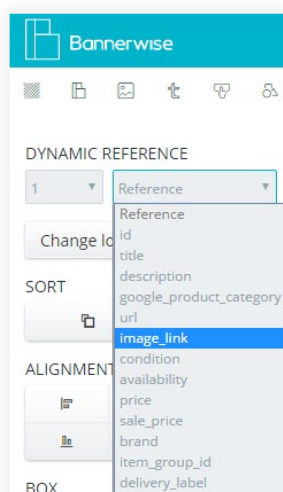 Bannerwise
DYNAMIC REFERENCE
1 Reference
Reference
id
title
description
google_product_category
url
image_link
condition
availability
price
sale_price
brand
item_group_id
delivery_label
Change lo
SORT
ALIGNMENT
BOX